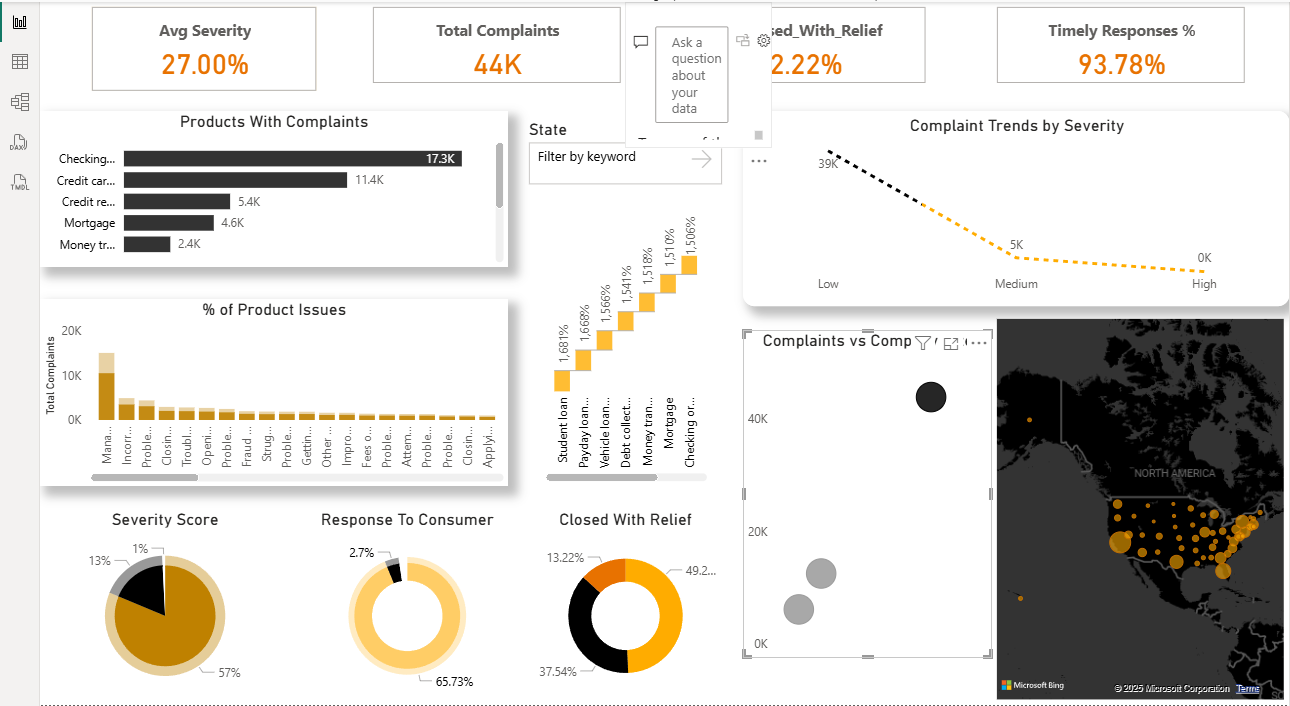 Avg Severity
27.00%
Total Complaints
44K
Ask a
question
about
your
data
sed_With_Relief
2.22%
Timely Responses %
93.78%
Products With Complaints
Checking...
17.3K
Credit car...
11.4K
Credit re...
5.4K
Mortgage
4.6K
Money tr...
2.4K
State
Filter by keyword
Complaint Trends by Severity
39K
5K
0K
Low
Medium
High
% of Product Issues
Total Complaints
20K
10K
0K
Mana...
Incorr...
Proble...
Closin...
Troubl...
Openi...
Proble...
Fraud ...
Strug...
Proble...
Gettin...
Other ...
Impro...
Fees o...
Proble...
Attem...
Proble...
Proble...
Closin...
Applyi...
1,681%
1,668%
1,566%
1,541%
1,518%
1,510%
1,506%
Student loan
Payday loan...
Vehicle loan...
Debt collect...
Money tran...
Mortgage
Checking or...
Complaints vs Comp
40K
20K
0K
NORTH AMERICA
Microsoft Bing
© 2025 Microsoft Corporation Terms
Severity Score
1%
13%
57%
Response To Consumer
2.7%
65.73%
Closed With Relief
13.22%
49.2...
37.54%
DAX
TMDL